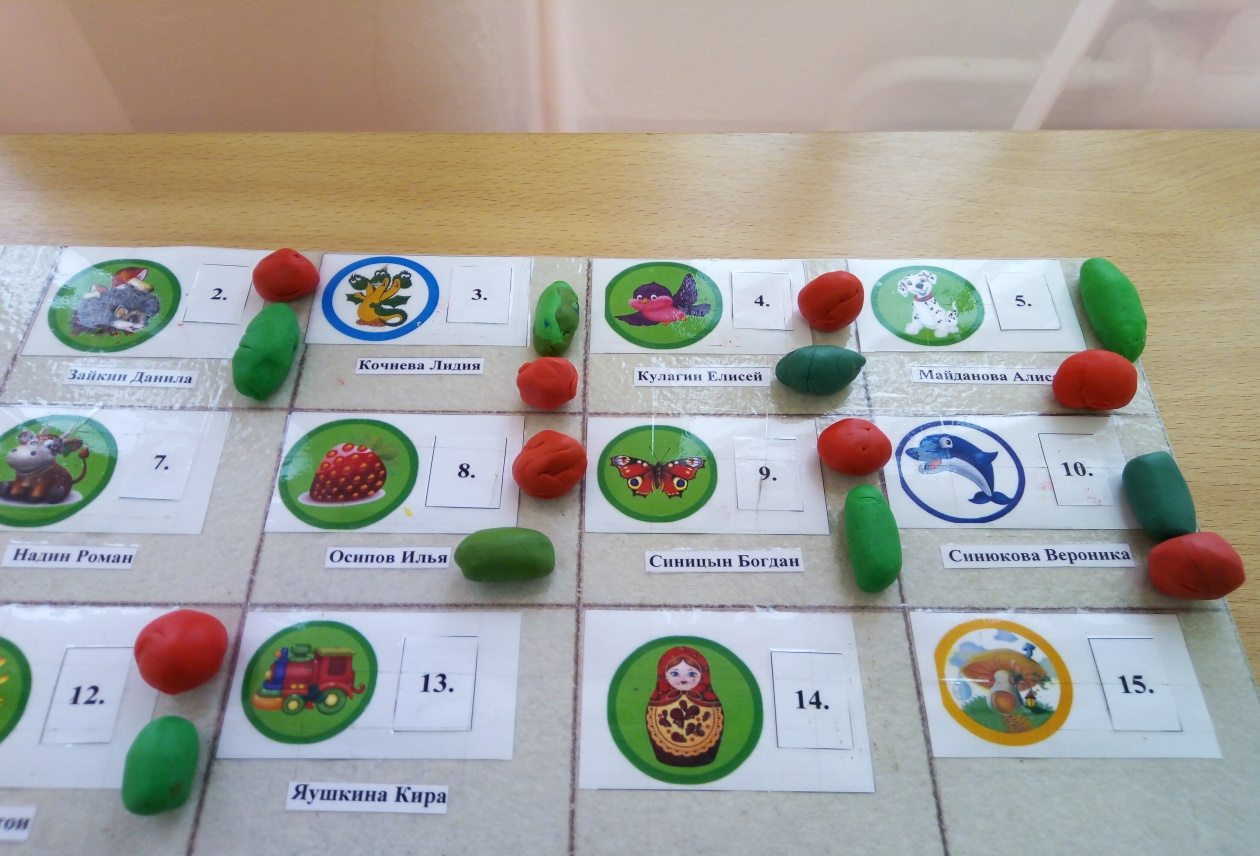 2.
3.
4.
5.
Зайкин Данила
Кочнева Лидия
Кулагин Елисей
Майданова
7.
8.
9.
10.
Надин Роман
Осипов Илья
Синицын Богдан
Синюкова Вероника
12.
13.
14.
15.
Яушкина Кира